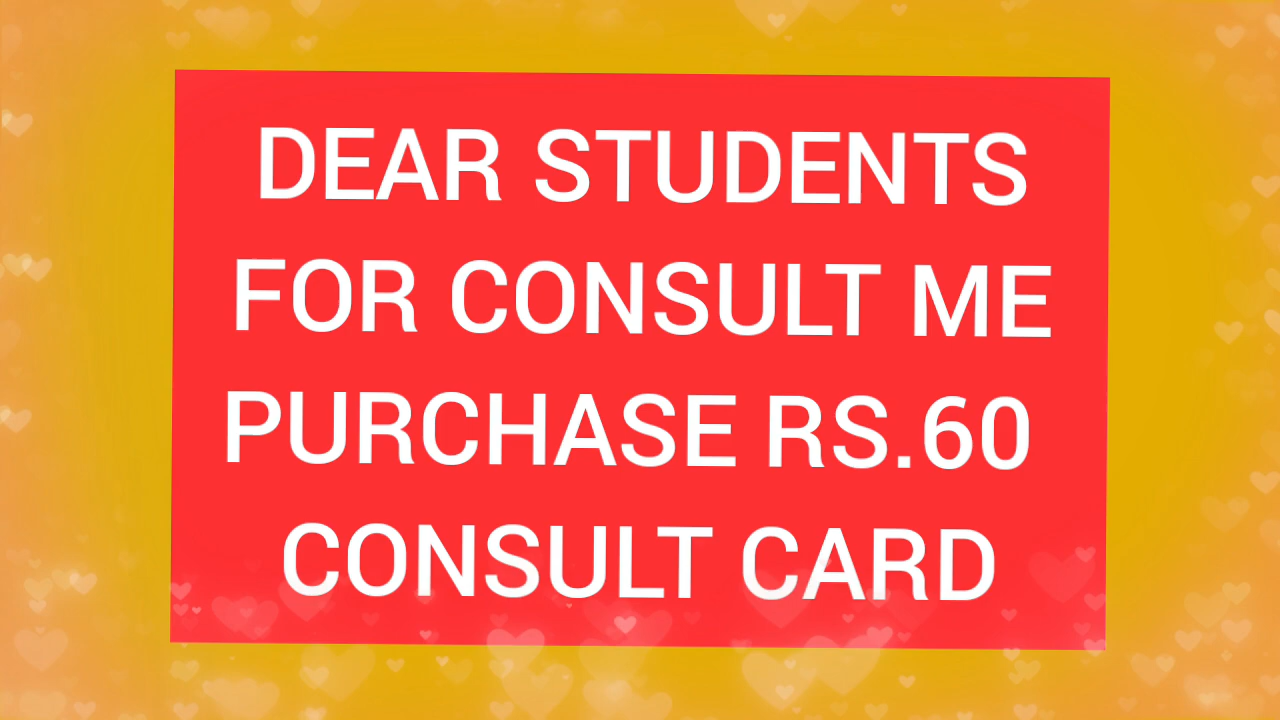 DEAR STUDENTS
FOR CONSULT ME
PURCHASE RS.60
CONSULT CARD